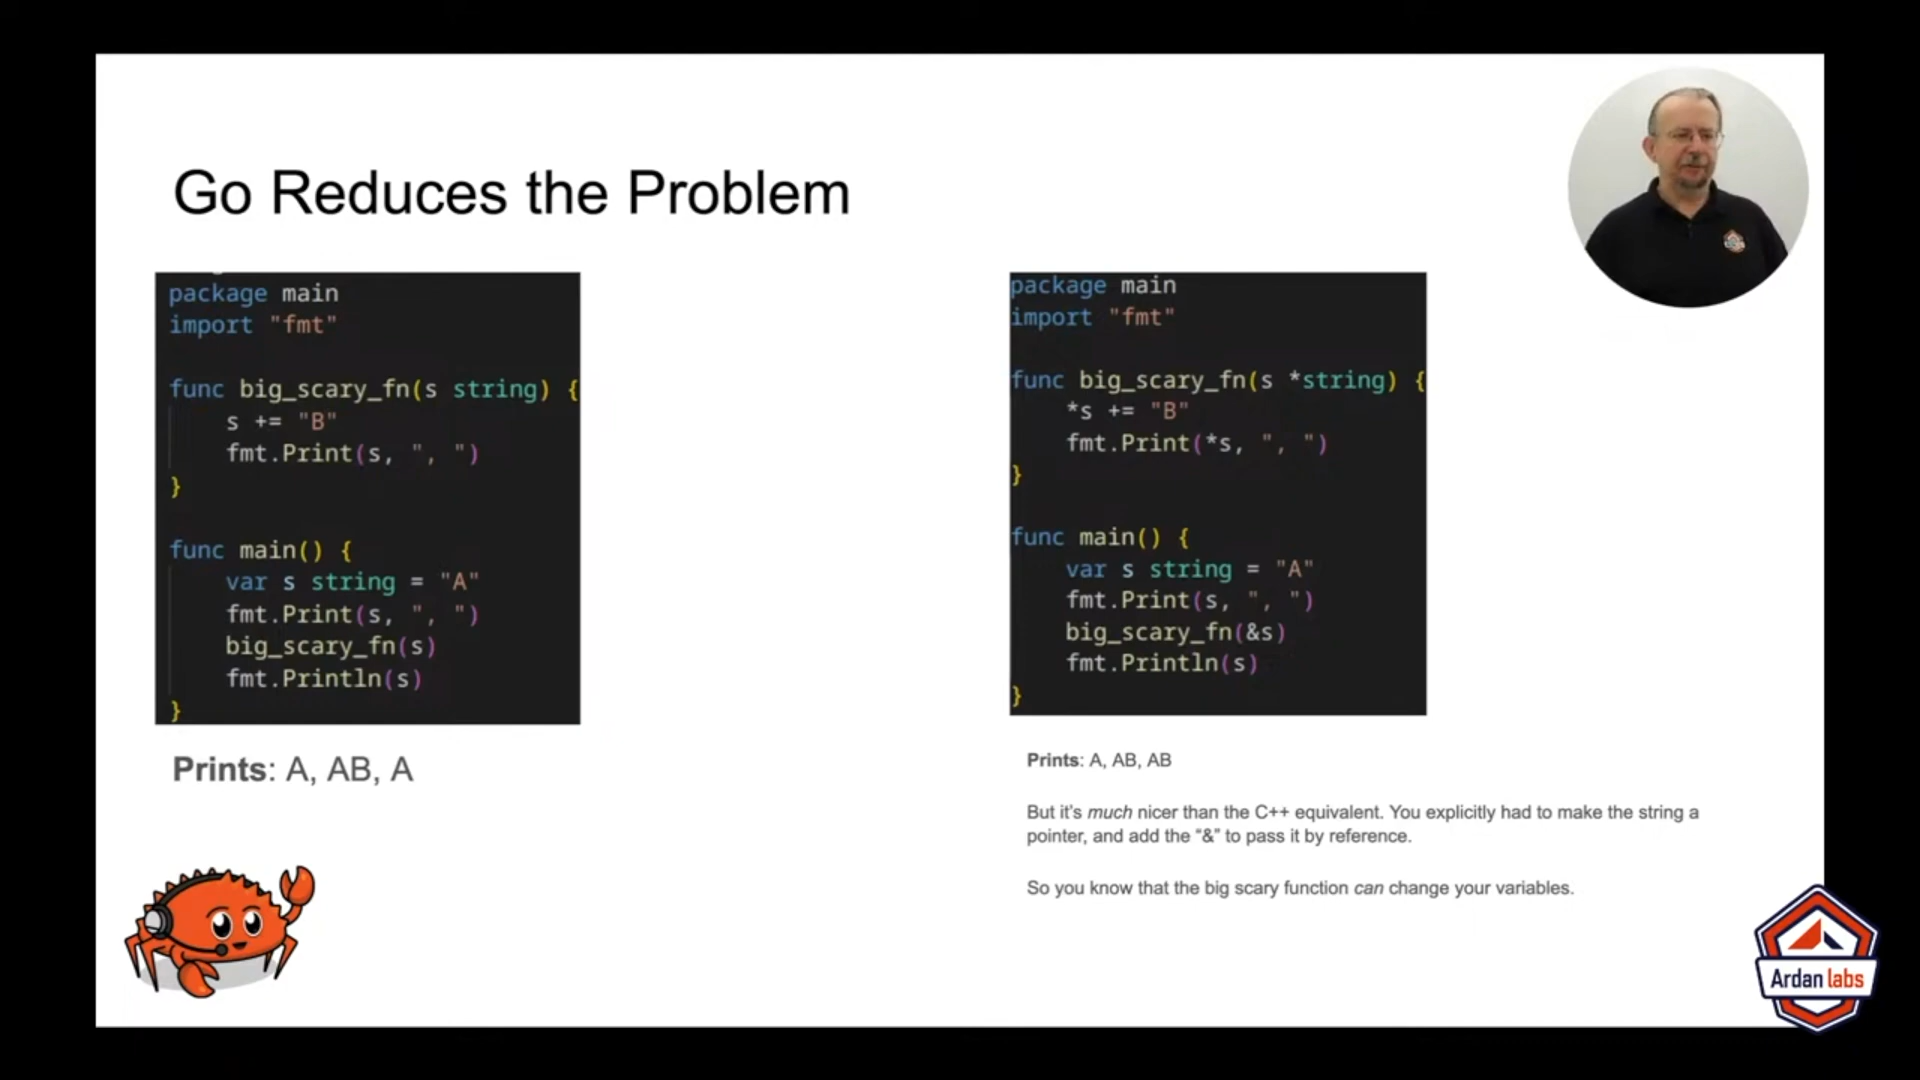 Go Reduces the Problem
package main
import "fmt"
func big_scary_fn(s string) {
s += "B"
fmt.Print(s, ", ")
}
func main() {
var s string = "A"
fmt.Print(s, ", ")
big_scary_fn(s)
fmt.Println(s)
}
Prints: A, AB, A
package main
import "fmt"
func big_scary_fn(s *string) {
*s += "B"
fmt.Print(*s, ", ")
}
func main() {
var s string = "A"
fmt.Print(s, ", ")
big_scary_fn(&s)
fmt.Println(s)
}
Prints: A, AB, AB
But it's much nicer than the C++ equivalent. You explicitly had to make the string a
pointer, and add the “&” to pass it by reference.
So you know that the big scary function can change your variables.
Ardan labs